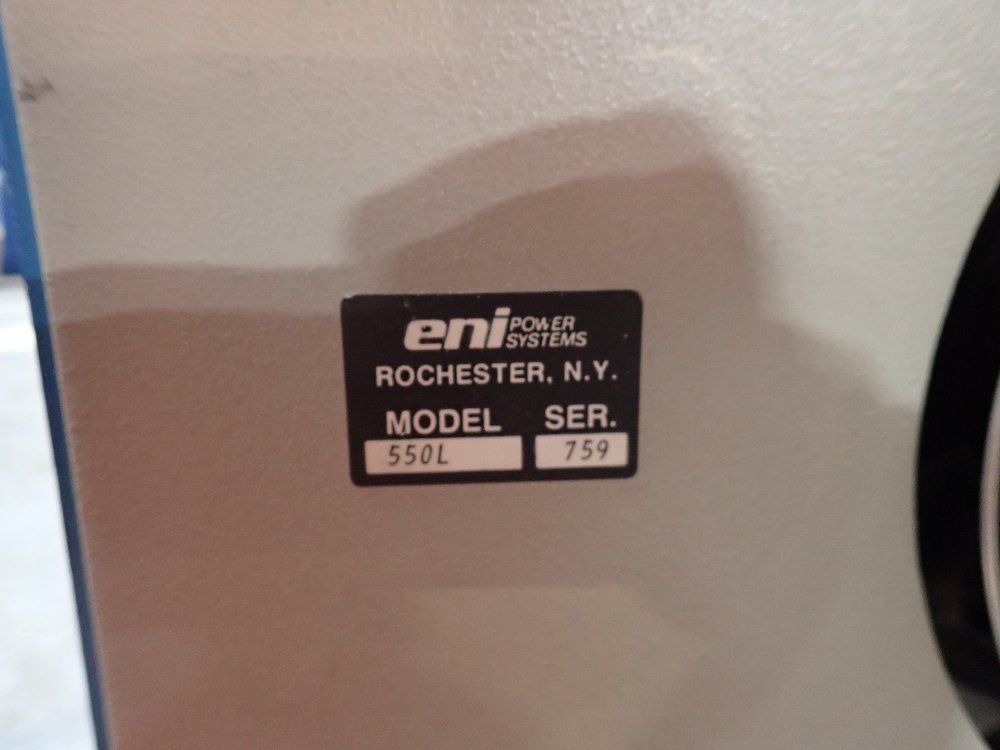 eni POWER SYSTEMS
ROCHESTER, N.Y.
MODEL SER.
550L 759